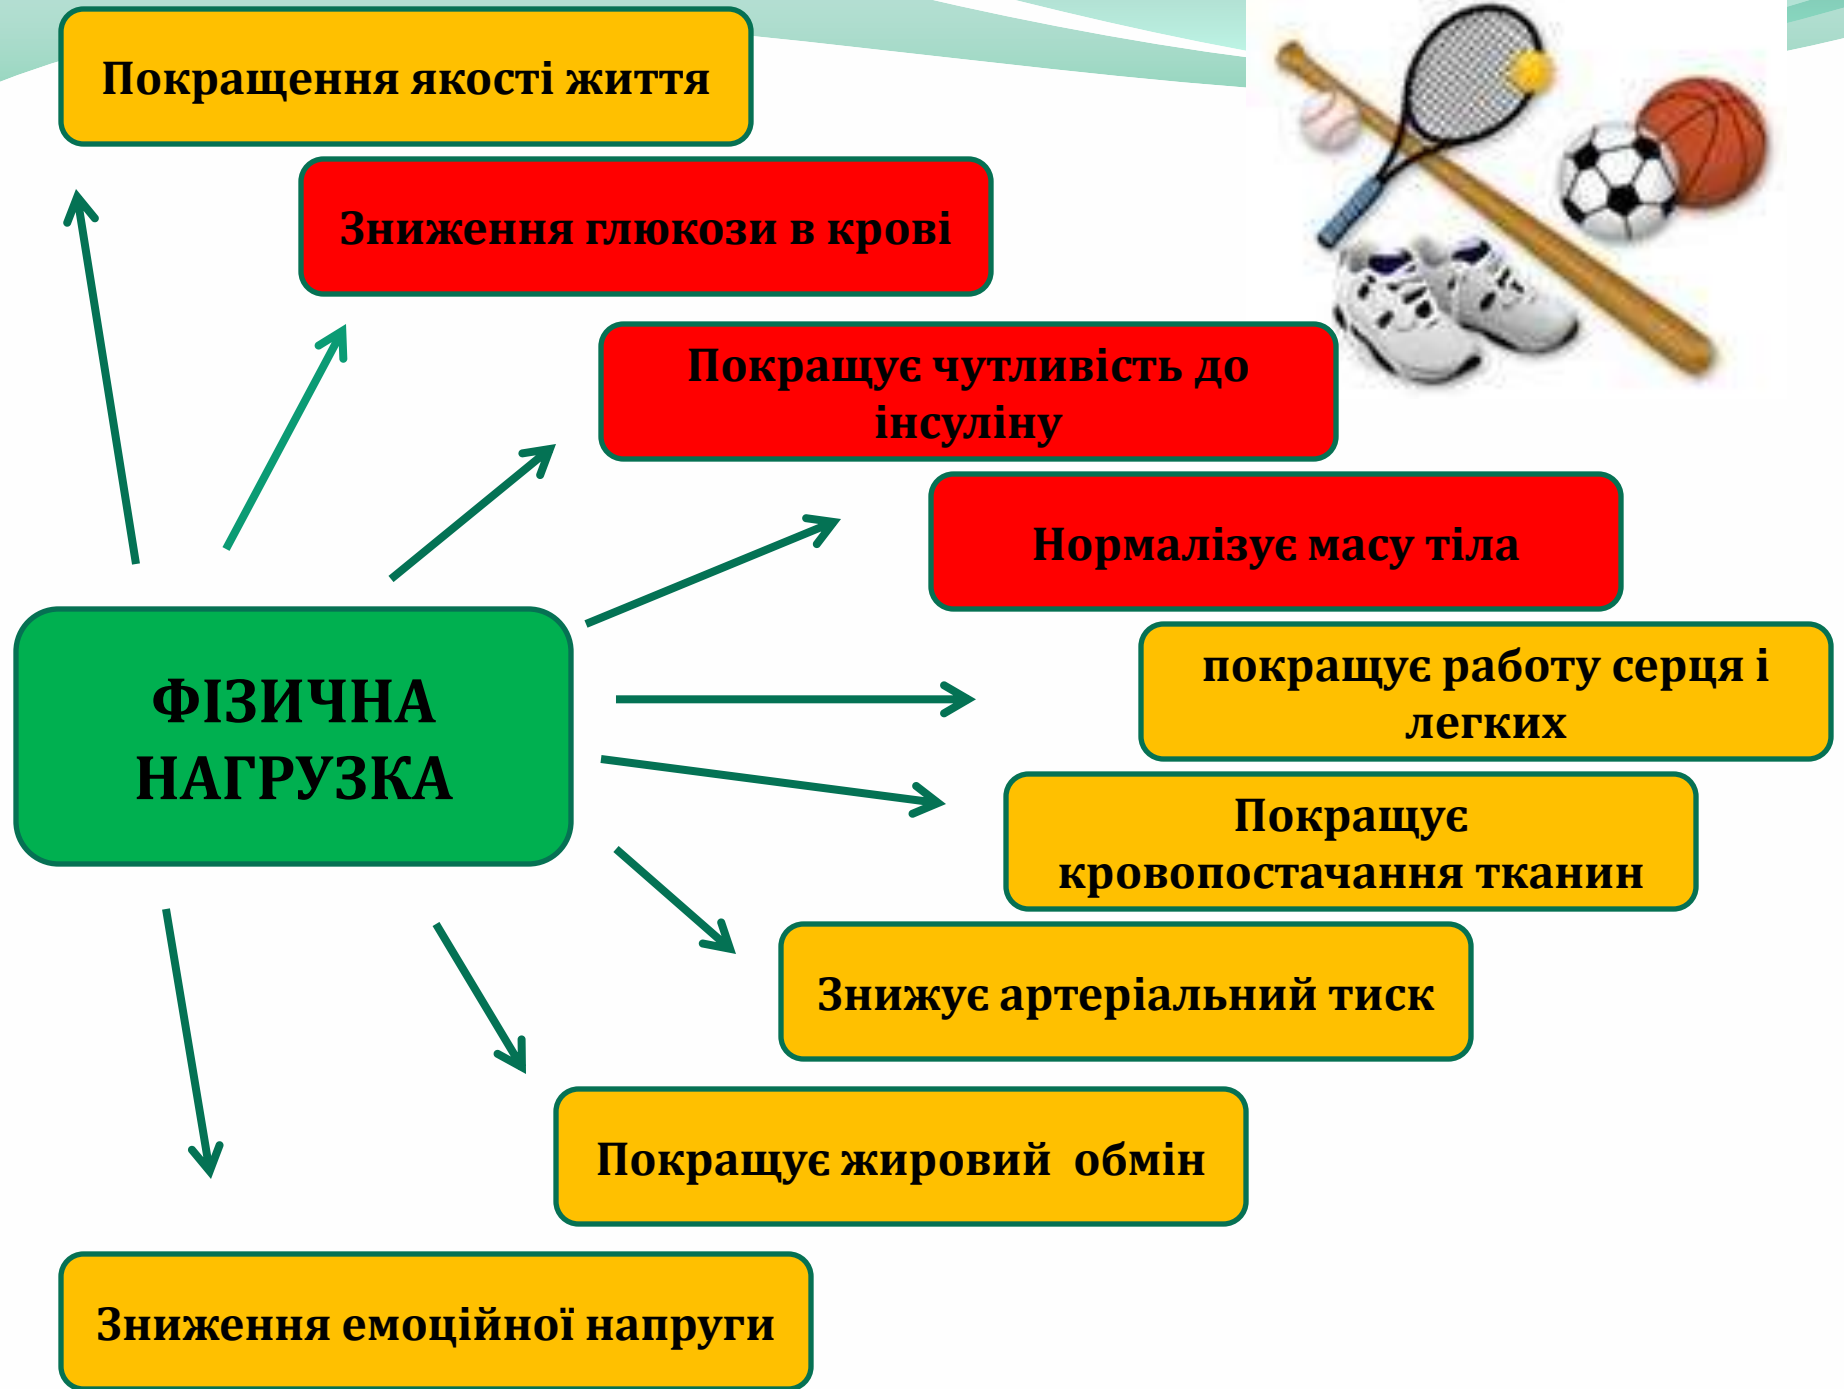 Покращення якості життя
Зниження глюкози в крові
Покращує чутливість до
інсуліну
Нормалізує масу тіла
ФІЗИЧНА
НАГРУЗКА
покращує работу серця і
легких
Покращує
кровопостачання тканин
Знижує артеріальний тиск
Покращує жировий  обмін
Зниження емоційної напруги